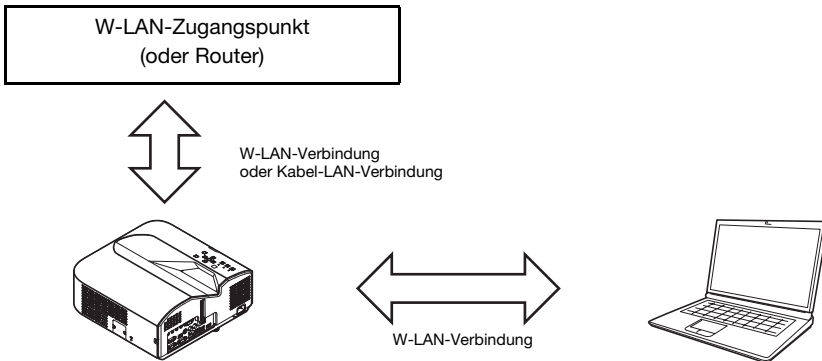 W-LAN-Zugangspunkt
(oder Router)
W-LAN-Verbindung
oder Kabel-LAN-Verbindung
W-LAN-Verbindung